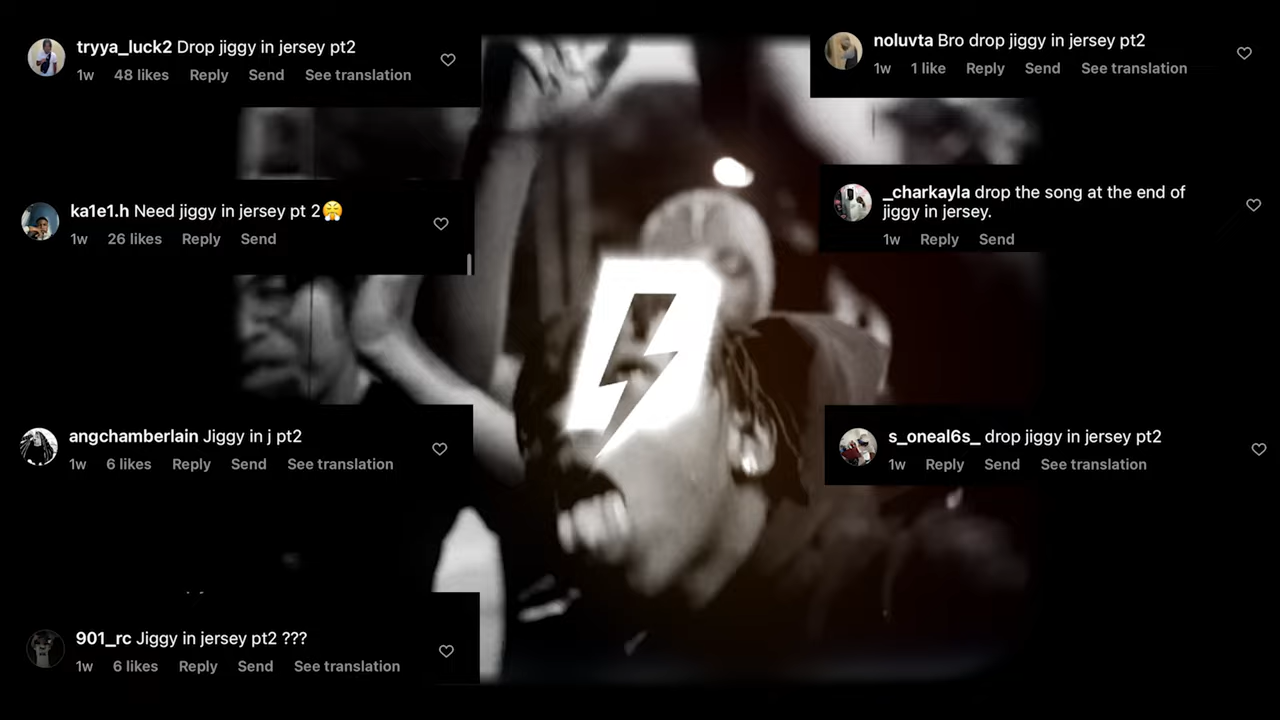 tryya_luck2 Drop jiggy in jersey pt2
1w 48 likes Reply Send See translation
noluvta Bro drop jiggy in jersey pt2
1w 1 like Reply Send See translation
ka1e1.h Need jiggy in jersey pt 2😤
1w 26 likes Reply Send
_charkayla drop the song at the end of
jiggy in jersey.
1w Reply Send
angchamberlain Jiggy in j pt2
1w 6 likes Reply Send See translation
s_oneal6s_ drop jiggy in jersey pt2
1w Reply Send See translation
901_rc Jiggy in jersey pt2 ???
1w 6 likes Reply Send See translation